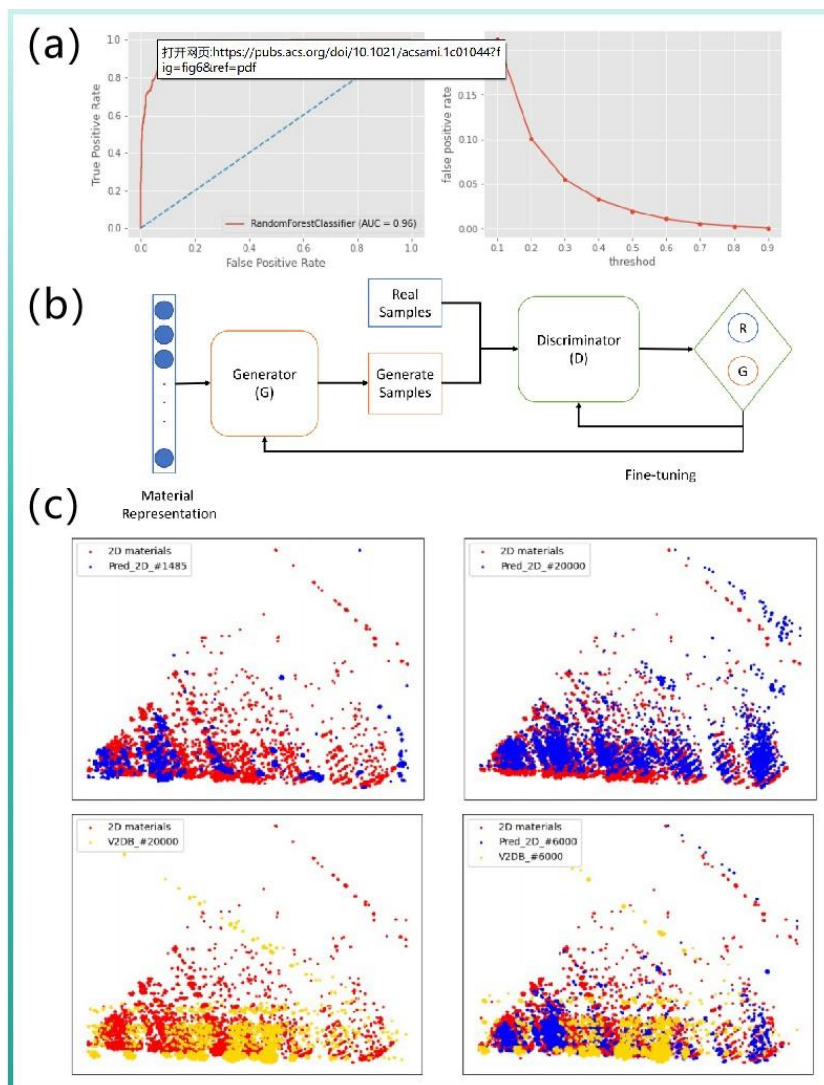 (a)
打开网页:https://pubs.acs.org/doi/10.1021/acsami.1c01044?f
ig=fig6&ref=pdf
1.0
0.8
0.6
0.4
0.2
0.0
True Positive Rate
RandomForestClassifier (AUC = 0.96)
0.0 0.2 0.4 0.6 0.8 1.0
False Positive Rate
0.15
0.10
0.05
0.00
false positive rate
0.1 0.2 0.3 0.4 0.5 0.6 0.7 0.8 0.9
threshod
(b)
Real
Samples
Generator
(G)
Generate
Samples
Discriminator
(D)
R
G
Fine-tuning
Material
Representation
(c)
2D materials
Pred_2D_#1485
2D materials
Pred_2D_#20000
2D materials
V2DB_#20000
2D materials
Pred_2D_#6000
V2DB_#6000